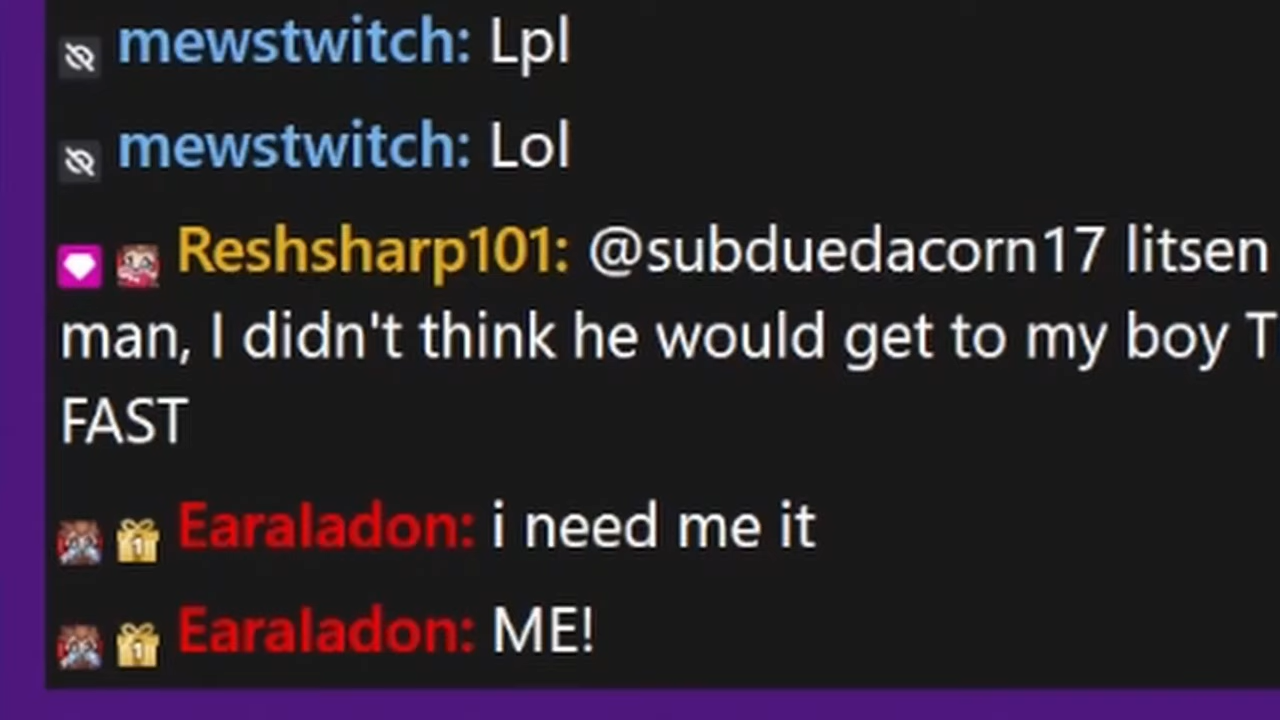 mewstwitch: Lpl
mewstwitch: Lol
Reshsharp101: @subduedacorn17 litsen
man, I didn't think he would get to my boy T
FAST
Earaladon: i need me it
Earaladon: ME!